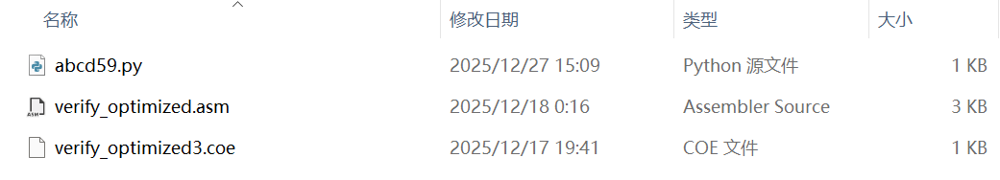 名称 修改日期 类型 大小
abcd59.py 2025/12/27 15:09 Python 源文件 1 KB
verify_optimized.asm 2025/12/18 0:16 Assembler Source 3 KB
verify_optimized3.coe 2025/12/17 19:41 COE 文件 1 KB